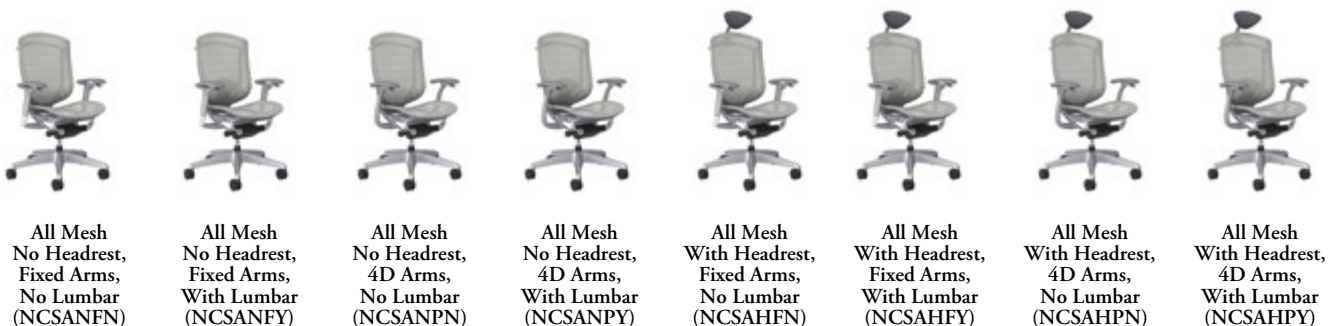 All Mesh
No Headrest,
Fixed Arms,
No Lumbar
(NCSANFN)
All Mesh
No Headrest,
Fixed Arms,
With Lumbar
(NCSANFY)
All Mesh
No Headrest,
4D Arms,
No Lumbar
(NCSANPN)
All Mesh
No Headrest,
4D Arms,
With Lumbar
(NCSANPY)
All Mesh
With Headrest,
Fixed Arms,
No Lumbar
(NCSAHFN)
All Mesh
With Headrest,
Fixed Arms,
With Lumbar
(NCSAHFY)
All Mesh
With Headrest,
4D Arms,
No Lumbar
(NCSAHPN)
All Mesh
With Headrest,
4D Arms,
With Lumbar
(NCSAHPY)